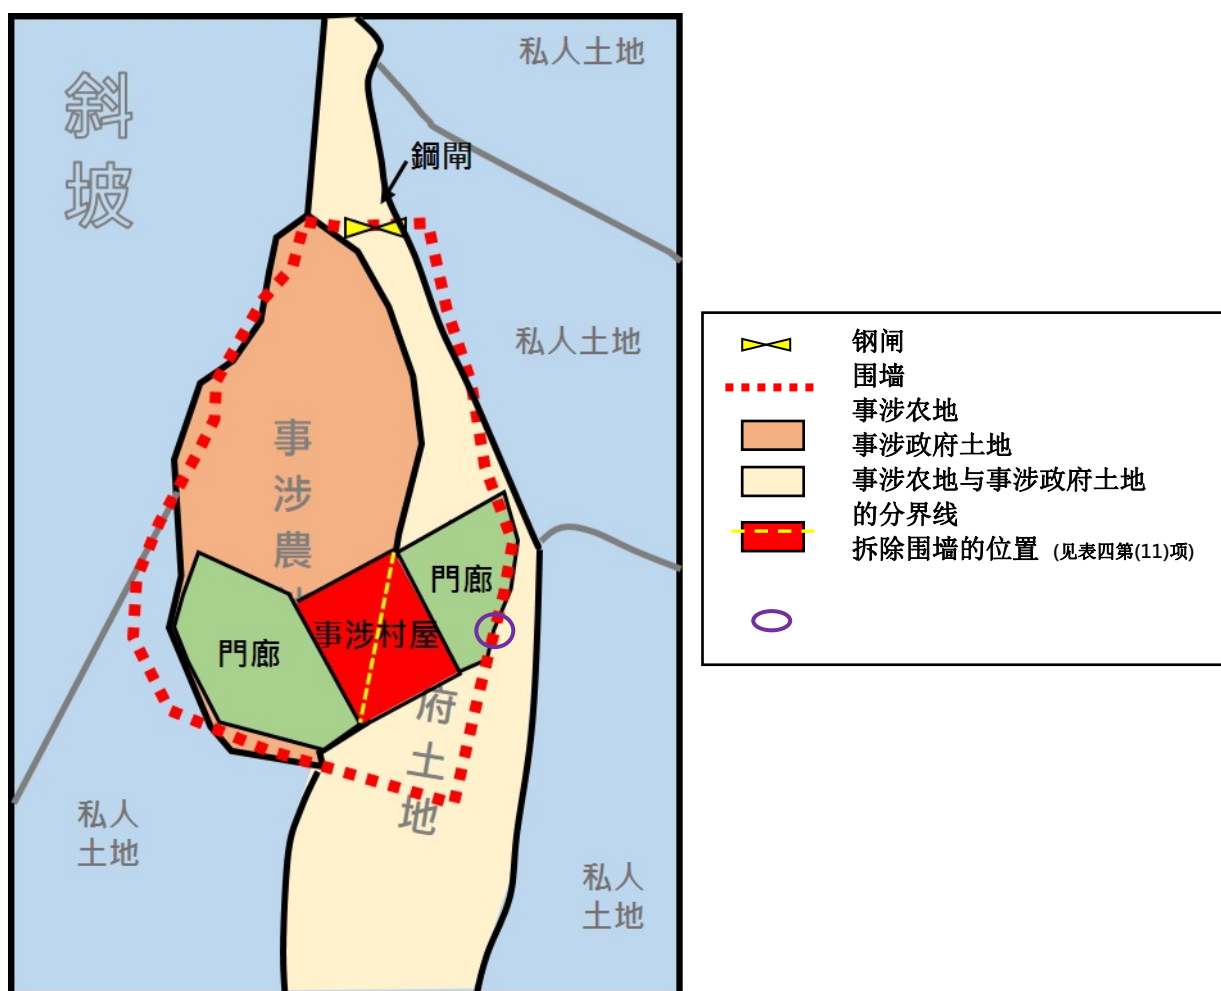 斜
坡
私人土地
鋼閘
私人土地
事
涉
農
門廊
事涉村屋
門廊
府
土
地
私人
土地
私人
土地
钢闸
围墙
事涉农地
事涉政府土地
事涉农地与事涉政府土地
的分界线
拆除围墙的位置 (见表四第(11)项)